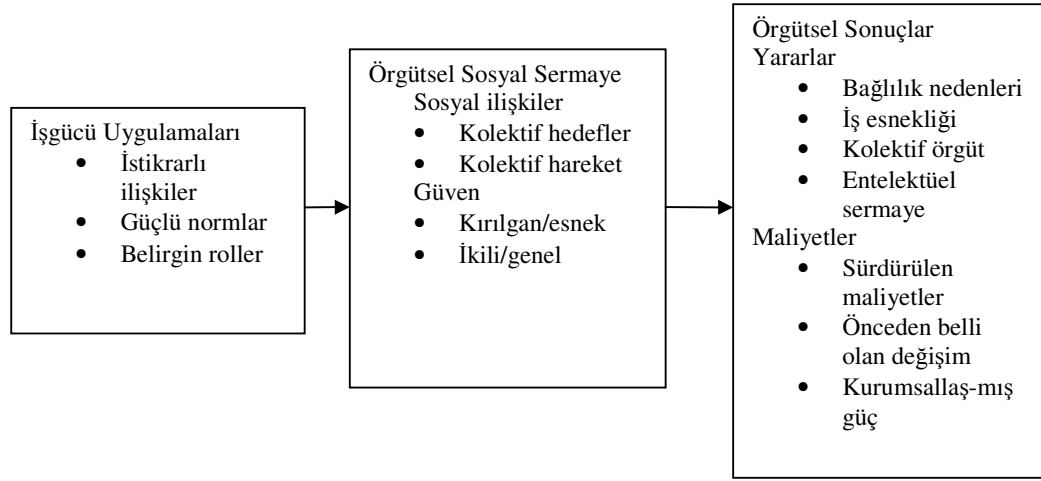 İşgücü Uygulamaları
• İstikrarlı
ilişkiler
• Güçlü normlar
• Belirgin roller
Örgütsel Sosyal Sermaye
Sosyal ilişkiler
• Kolektif hedefler
• Kolektif hareket
Güven
• Kırılgan/esnek
• İkili/genel
Örgütsel Sonuçlar
Yararlar
• Bağlılık nedenleri
• İş esnekliği
• Kolektif örgüt
• Entelektüel
sermaye
Maliyetler
• Sürdürülen
maliyetler
• Önceden belli
olan değişim
• Kurumsallaş-mış
güç